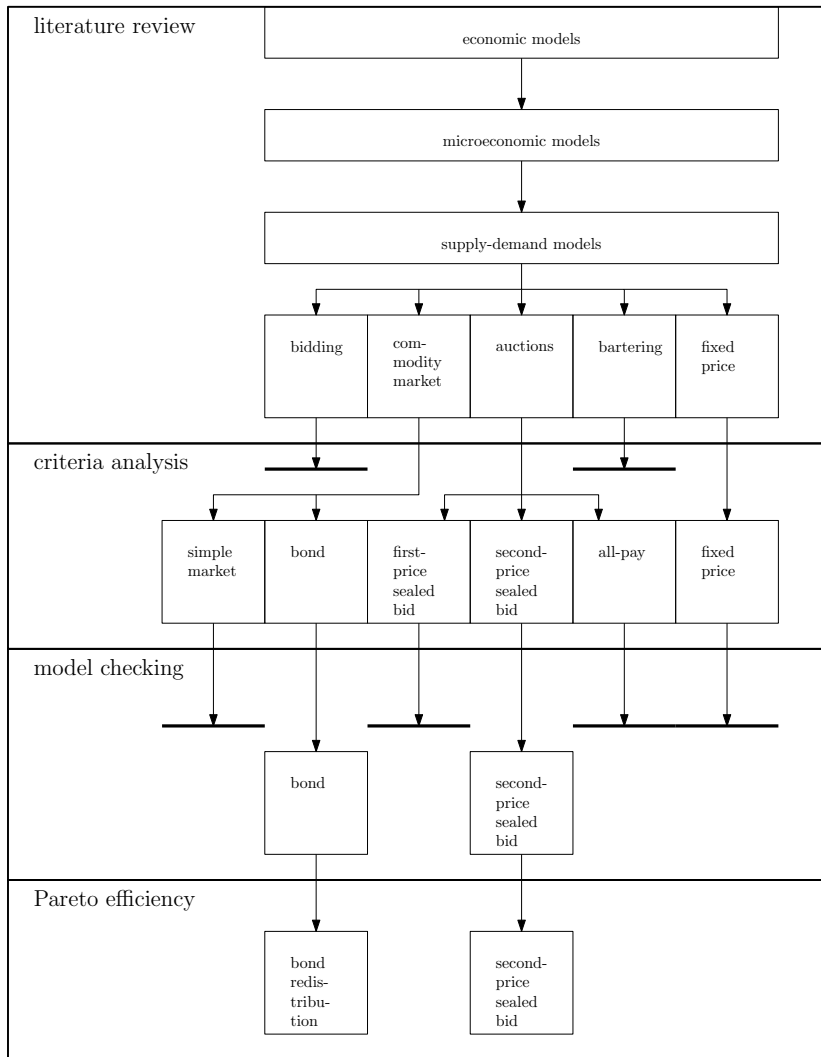 literature review
economic models
microeconomic models
supply-demand models
bidding
com-
modity
market
auctions
bartering
fixed
price
criteria analysis
simple
market
bond
first-
price
sealed
bid
second-
price
sealed
bid
all-pay
fixed
price
model checking
bond
second-
price
sealed
bid
Pareto efficiency
bond
redis-
tribu-
tion
second-
price
sealed
bid